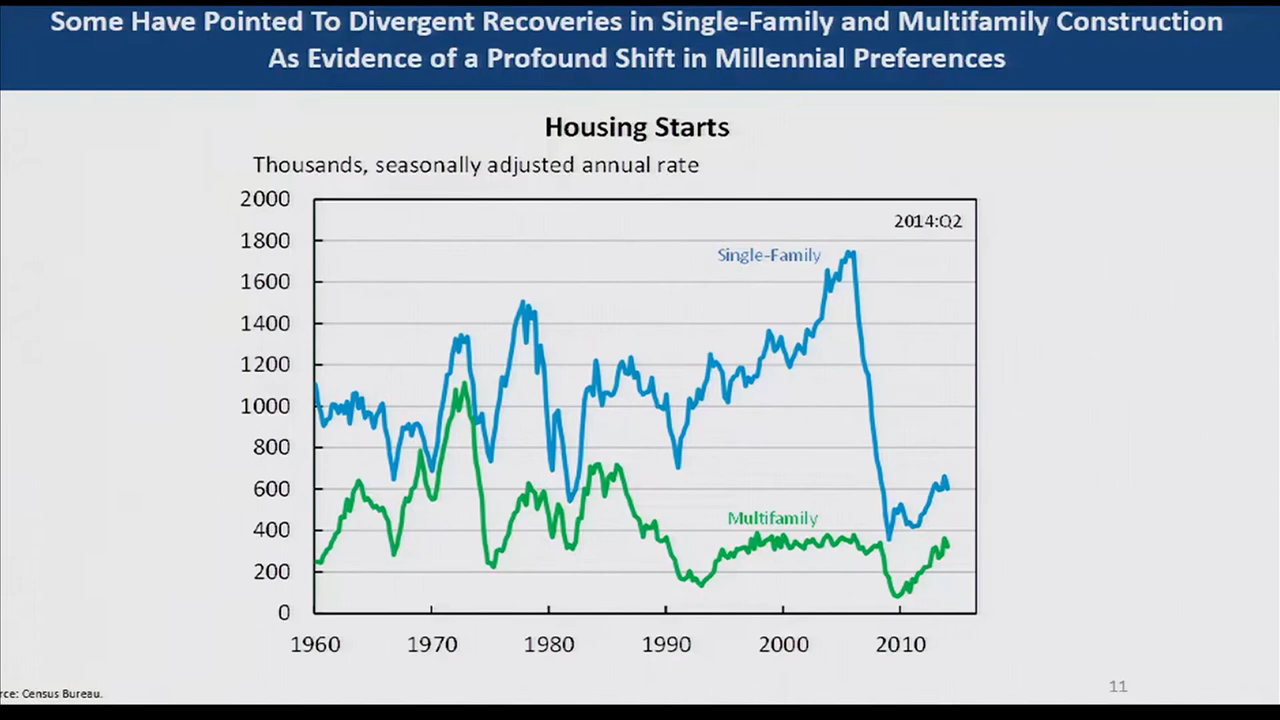 Some Have Pointed To Divergent Recoveries in Single-Family and Multifamily Construction
As Evidence of a Profound Shift in Millennial Preferences
Housing Starts
Thousands, seasonally adjusted annual rate
2000
1800
1600
1400
1200
1000
800
600
400
200
0
2014:Q2
Single-Family
Multifamily
1960 1970 1980 1990 2000 2010
rce: Census Bureau.
11